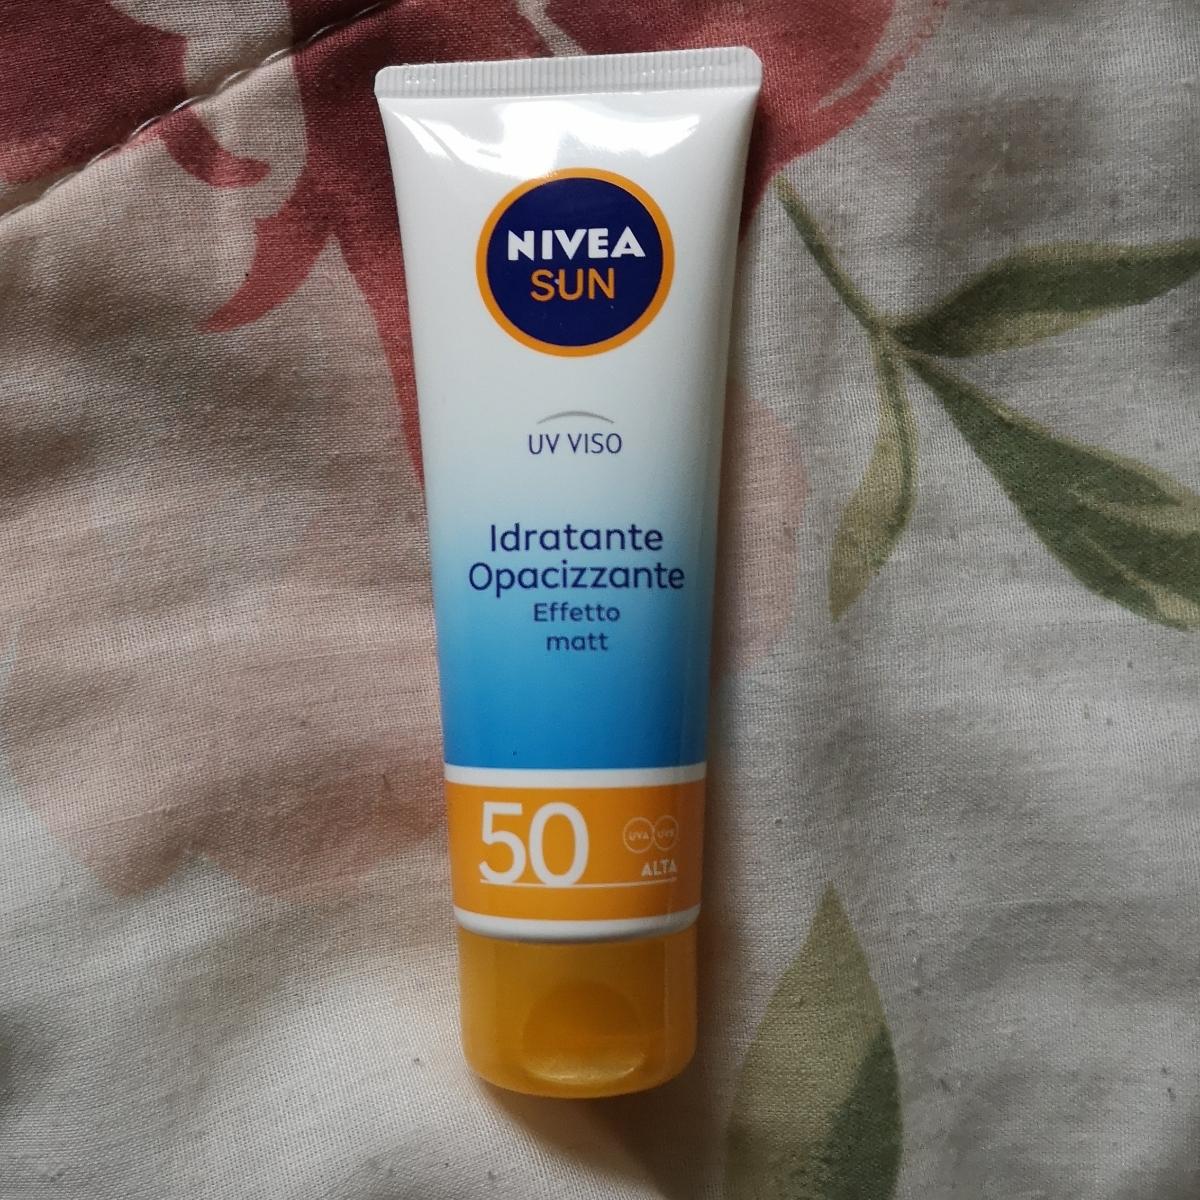 NIVEA
SUN
UV VISO
Idratante
Opacizzante
Effetto
matt
50
UVA UVB
ALTA